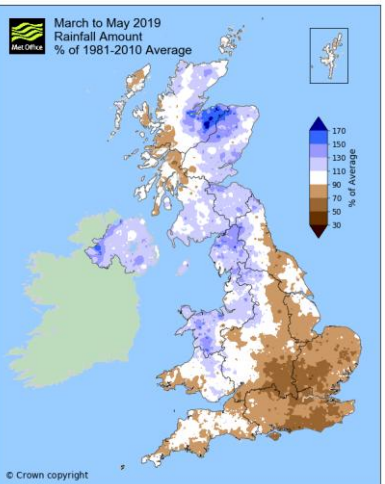 Met Office
March to May 2019
Rainfall Amount
% of 1981-2010 Average
170
150
130
110
90
70
50
30
% of Average
© Crown copyright